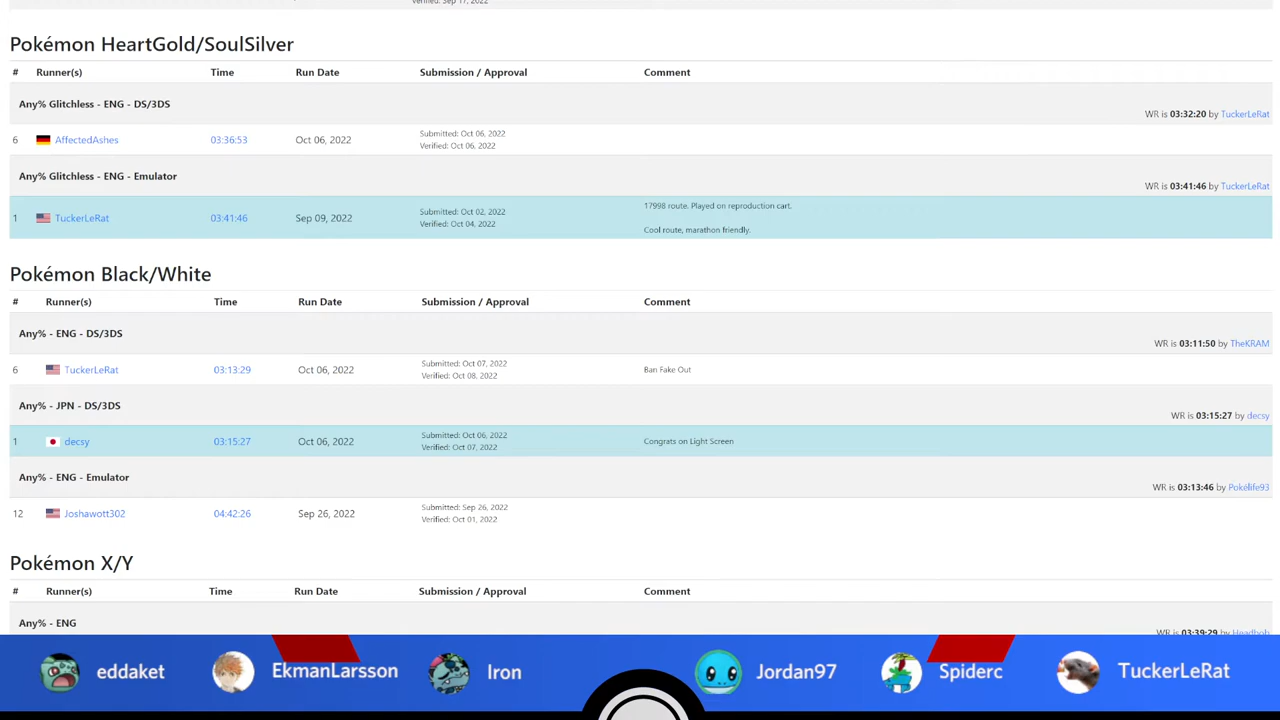 Verified: Sep 17, 2022
Pokémon HeartGold/SoulSilver
# Runner(s) Time Run Date Submission / Approval Comment
Any% Glitchless - ENG - DS/3DS
WR is 03:32:20 by TuckerLeRat
6 AffectedAshes 03:36:53 Oct 06, 2022 Submitted: Oct 06, 2022
Verified: Oct 06, 2022
Any% Glitchless - ENG - Emulator
WR is 03:41:46 by TuckerLeRat
1 TuckerLeRat 03:41:46 Sep 09, 2022 Submitted: Oct 02, 2022
Verified: Oct 04, 2022
17998 route. Played on reproduction cart.
Cool route, marathon friendly.
Pokémon Black/White
# Runner(s) Time Run Date Submission / Approval Comment
Any% - ENG - DS/3DS
WR is 03:11:50 by TheKRAM
6 TuckerLeRat 03:13:29 Oct 06, 2022 Submitted: Oct 07, 2022
Verified: Oct 08, 2022
Ban Fake Out
Any% - JPN - DS/3DS
WR is 03:15:27 by decsy
1 decsy 03:15:27 Oct 06, 2022 Submitted: Oct 06, 2022
Verified: Oct 07, 2022
Congrats on Light Screen
Any% - ENG - Emulator
WR is 03:13:46 by Pokélife93
12 Joshawott302 04:42:26 Sep 26, 2022 Submitted: Sep 26, 2022
Verified: Oct 01, 2022
Pokémon X/Y
# Runner(s) Time Run Date Submission / Approval Comment
Any% - ENG
WR is 03:39:29 by Headbob
eddaket EkmanLarsson Iron Jordan97 Spiderc TuckerLeRat